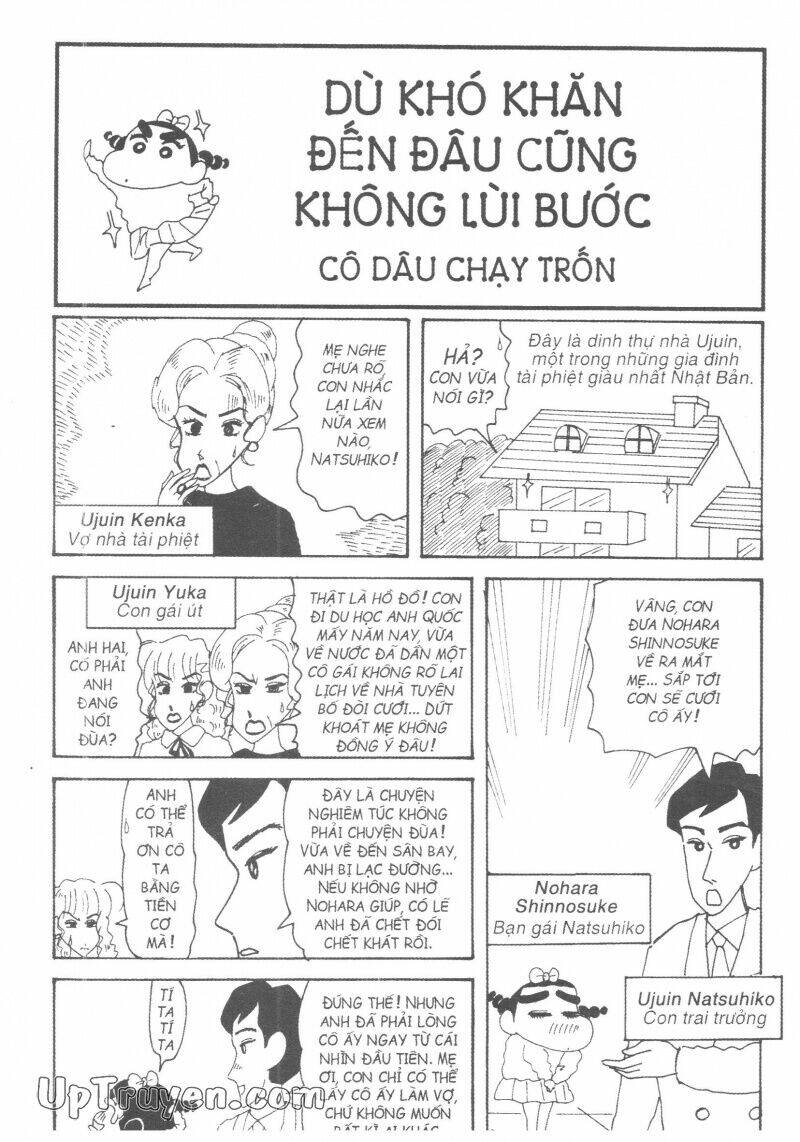 DÙ KHÓ KHĂN
ĐẾN ĐÂU CŨNG
KHÔNG LÙI BƯỚC
CÔ DÂU CHẠY TRỐN
Đây là dinh thự nhà Ujuin,
một trong những gia đình
tài phiệt giàu nhất Nhật Bản.
HẢ?
CON VỪA
NÓI GÌ?
MẸ NGHE
CHƯA RÕ,
CON NHẮC
LẠI LẦN
NỮA XEM
NÀO,
NATSUHIKO!
Ujuin Kenka
Vợ nhà tài phiệt
VÂNG, CON
ĐƯA NOHARA
SHINNOSUKE
VỀ RA MẮT
MẸ... SẮP TỚI
CON SẼ CƯỚI
CÔ ẤY!
Nohara
Shinnosuke
Bạn gái Natsuhiko
Ujuin Natsuhiko
Con trai trưởng
Ujuin Yuka
Con gái út
THẬT LÀ HỒ ĐỒ! CON
ĐI DU HỌC ANH QUỐC
MẤY NĂM NAY, VỪA
VỀ NƯỚC ĐÃ DẪN MỘT
CÔ GÁI KHÔNG RÕ LAI
LỊCH VỀ NHÀ TUYÊN
BỐ ĐÒI CƯỚI... DỨT
KHOÁT MẸ KHÔNG
ĐỒNG Ý ĐÂU!
ANH HAI,
CÓ PHẢI
ANH
ĐANG
NÓI
ĐÙA?
ĐÂY LÀ CHUYỆN
NGHIÊM TÚC KHÔNG
PHẢI CHUYỆN ĐÙA!
VỪA VỀ ĐẾN SÂN BAY,
ANH BỊ LẠC ĐƯỜNG...
NẾU KHÔNG NHỜ
NOHARA GIÚP, CÓ LẼ
ANH ĐÃ CHẾT ĐÓI
CHẾT KHÁT RỒI.
ANH
CÓ THỂ
TRẢ
ƠN CÔ
TA
BẰNG
TIỀN
CƠ
MÀ!
ĐÚNG THẾ! NHƯNG
ANH ĐÃ PHẢI LÒNG
CÔ ẤY NGAY TỪ CÁI
NHÌN ĐẦU TIÊN. MẸ
ƠI, CON CHỈ CÓ THỂ
LẤY CÔ ẤY LÀM VỢ,
CHỨ KHÔNG MUỐN
BẤT KÌ AI KHÁC
TÍ
TA
TÍ
TA
UpTruyen.com